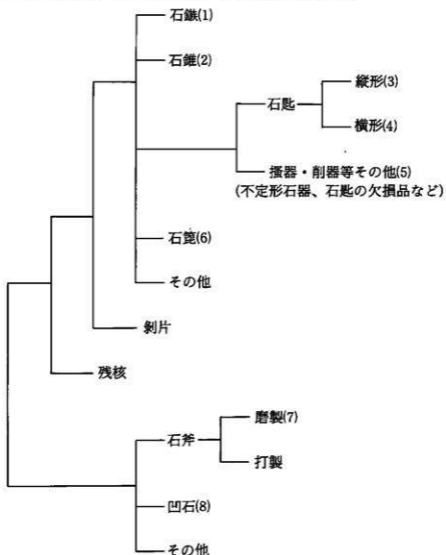 石鏃(1)
石錐(2)
石匙
縦形(3)
横形(4)
掻器・削器等その他(5)
(不定形石器、石匙の欠損品など)
石箆(6)
その他
剝片
残核
石斧
磨製(7)
打製
凹石(8)
その他